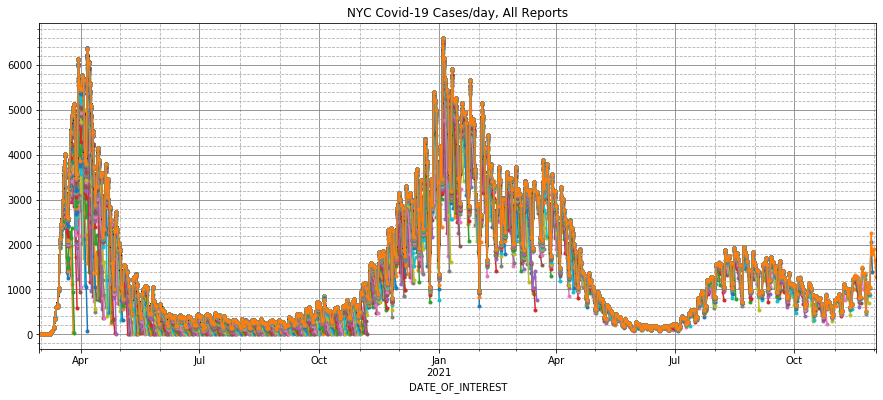 NYC Covid-19 Cases/day, All Reports
6000
5000
4000
3000
2000
1000
0
Apr
Jul
Oct
Jan
2021
Apr
Jul
Oct
DATE_OF_INTEREST